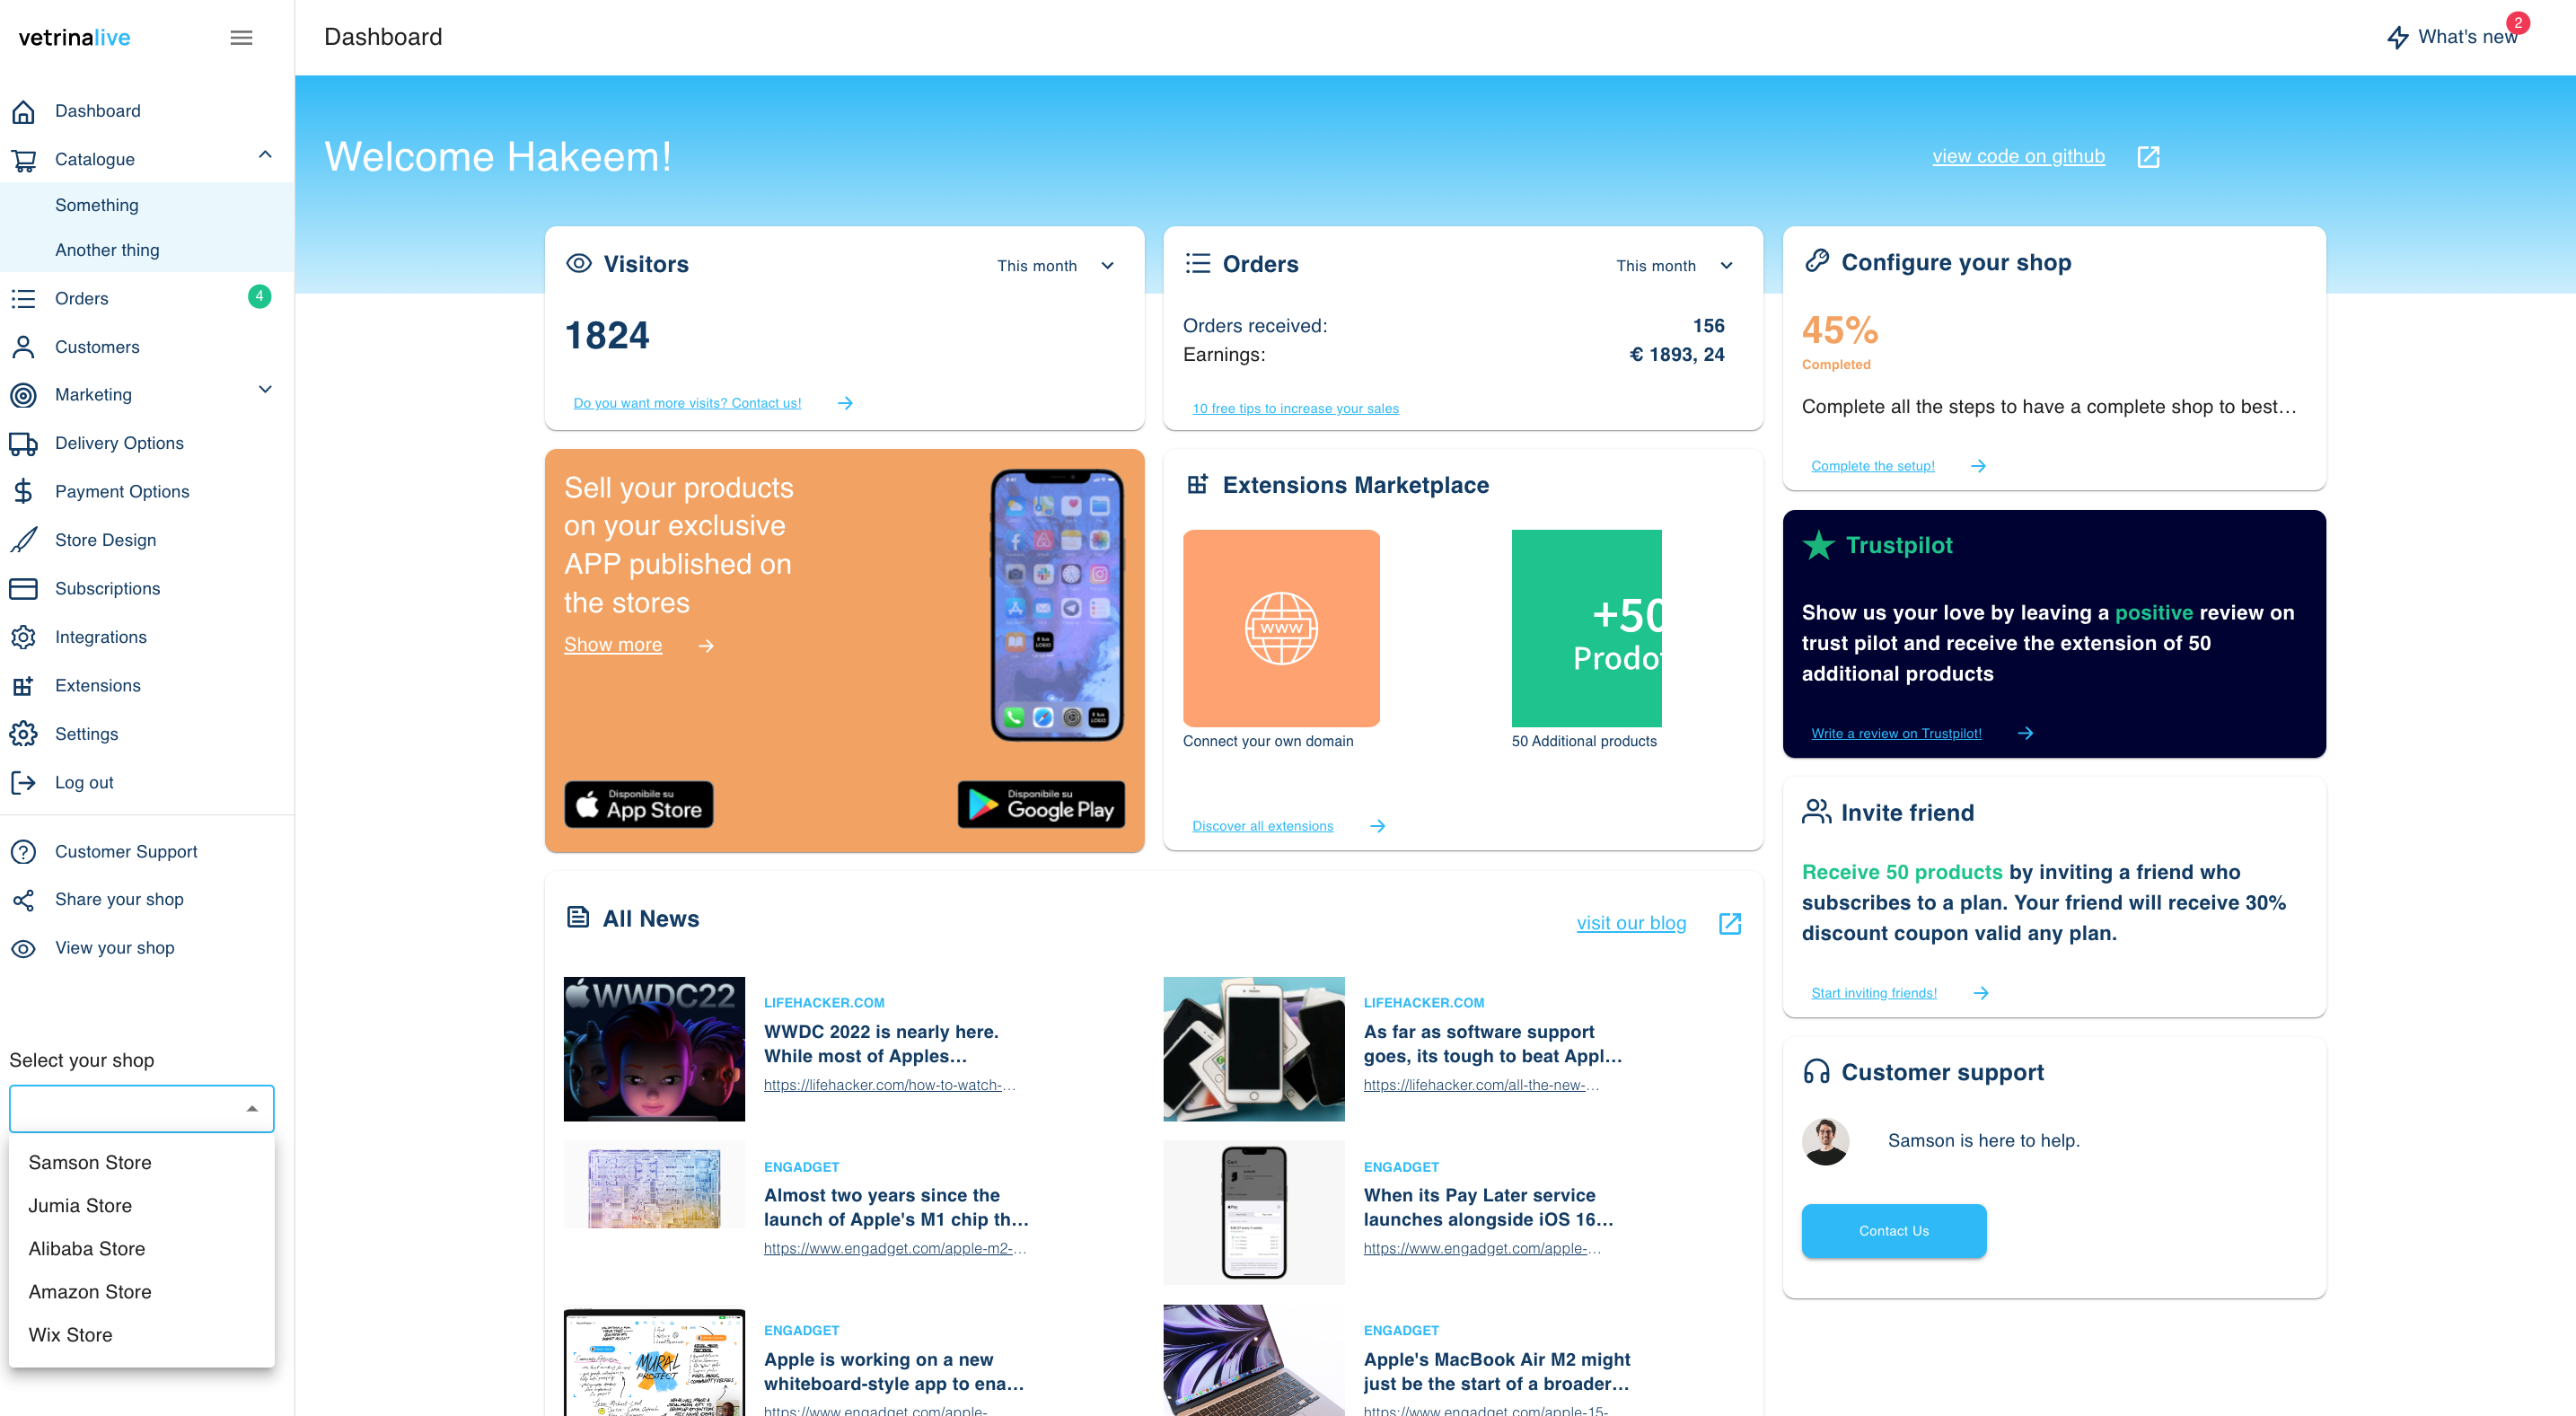 vetrinalive
Dashboard
What's new
2
Dashboard
Catalogue
Something
Another thing
Orders
4
Customers
Marketing
Delivery Options
Payment Options
Store Design
Subscriptions
Integrations
Extensions
Settings
Log out
Customer Support
Share your shop
View your shop
Select your shop
Samson Store
Jumia Store
Alibaba Store
Amazon Store
Wix Store
Welcome Hakeem!
view code on github
Visitors
This month
1824
Do you want more visits? Contact us!
Orders
This month
Orders received:
156
Earnings:
€ 1893, 24
10 free tips to increase your sales
Configure your shop
45%
Completed
Complete all the steps to have a complete shop to best...
Complete the setup!
Sell your products
on your exclusive
APP published on
the stores
Show more
Disponibile su
App Store
Disponibile su
Google Play
Extensions Marketplace
www
Connect your own domain
+50
Prodot
50 Additional products
Discover all extensions
Trustpilot
Show us your love by leaving a positive review on
trust pilot and receive the extension of 50
additional products
Write a review on Trustpilot!
Invite friend
Receive 50 products by inviting a friend who
subscribes to a plan. Your friend will receive 30%
discount coupon valid any plan.
Start inviting friends!
Customer support
Samson is here to help.
Contact Us
All News
visit our blog
WWDC22
LIFEHACKER.COM
WWDC 2022 is nearly here.
While most of Apples...
https://lifehacker.com/how-to-watch-...
LIFEHACKER.COM
As far as software support
goes, its tough to beat Appl...
https://lifehacker.com/all-the-new-...
ENGADGET
Almost two years since the
launch of Apple's M1 chip th...
https://www.engadget.com/apple-m2-...
ENGADGET
When its Pay Later service
launches alongside iOS 16...
https://www.engadget.com/apple-...
MURAL
PROJECT
ENGADGET
Apple is working on a new
whiteboard-style app to ena...
https://www.engadget.com/apple-
ENGADGET
Apple's MacBook Air M2 might
just be the start of a broader...
https://www.engadget.com/apple-15-